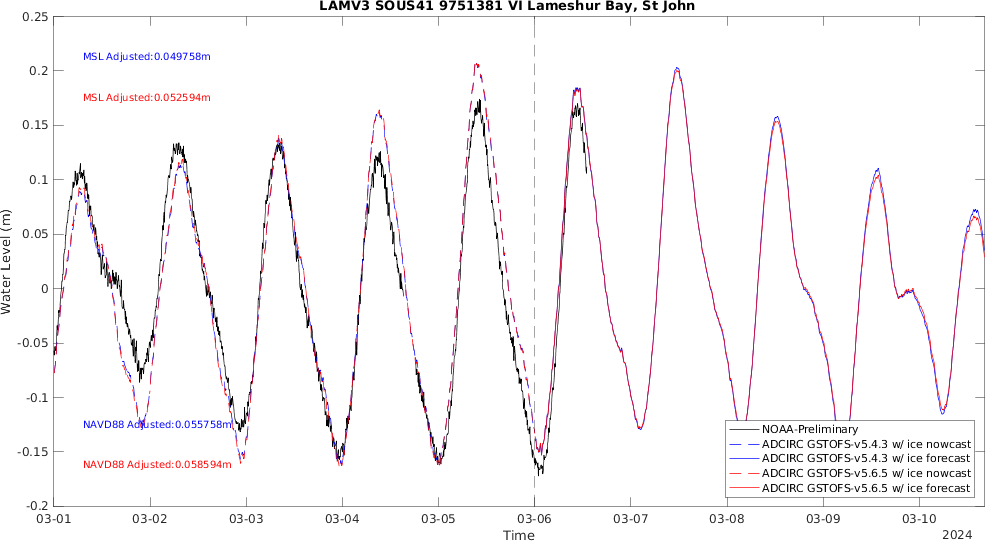 LAMV3 SOUS41 9751381 VI Lameshur Bay, St John
0.25
0.2
0.15
0.1
0.05
0
-0.05
-0.1
-0.15
-0.2
Water Level (m)
MSL Adjusted:0.049758m
MSL Adjusted:0.052594m
NAVD88 Adjusted:0.055758m
NAVD88 Adjusted:0.058594m
NOAA-Preliminary
ADCIRC GSTOFS-v5.4.3 w/ ice nowcast
ADCIRC GSTOFS-v5.4.3 w/ ice forecast
ADCIRC GSTOFS-v5.6.5 w/ ice nowcast
ADCIRC GSTOFS-v5.6.5 w/ ice forecast
03-01 03-02 03-03 03-04 03-05 03-06 03-07 03-08 03-09 03-10
Time
2024